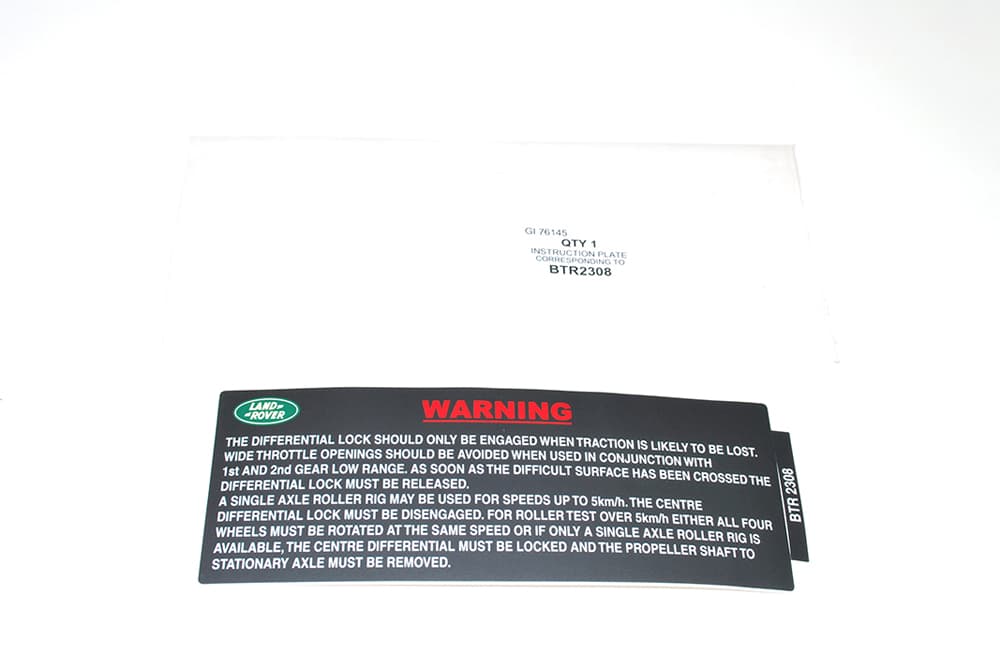 GI 76145
QTY 1
INSTRUCTION PLATE
CORRESPONDING TO
BTR2308
LAND ROVER
WARNING
THE DIFFERENTIAL LOCK SHOULD ONLY BE ENGAGED WHEN TRACTION IS LIKELY TO BE LOST.
WIDE THROTTLE OPENINGS SHOULD BE AVOIDED WHEN USED IN CONJUNCTION WITH
1st AND 2nd GEAR LOW RANGE. AS SOON AS THE DIFFICULT SURFACE HAS BEEN CROSSED THE
DIFFERENTIAL LOCK MUST BE RELEASED.
A SINGLE AXLE ROLLER RIG MAY BE USED FOR SPEEDS UP TO 5km/h. THE CENTRE
DIFFERENTIAL LOCK MUST BE DISENGAGED. FOR ROLLER TEST OVER 5km/h EITHER ALL FOUR
WHEELS MUST BE ROTATED AT THE SAME SPEED OR IF ONLY A SINGLE AXLE ROLLER RIG IS
AVAILABLE, THE CENTRE DIFFERENTIAL MUST BE LOCKED AND THE PROPELLER SHAFT TO
STATIONARY AXLE MUST BE REMOVED.
BTR 2308